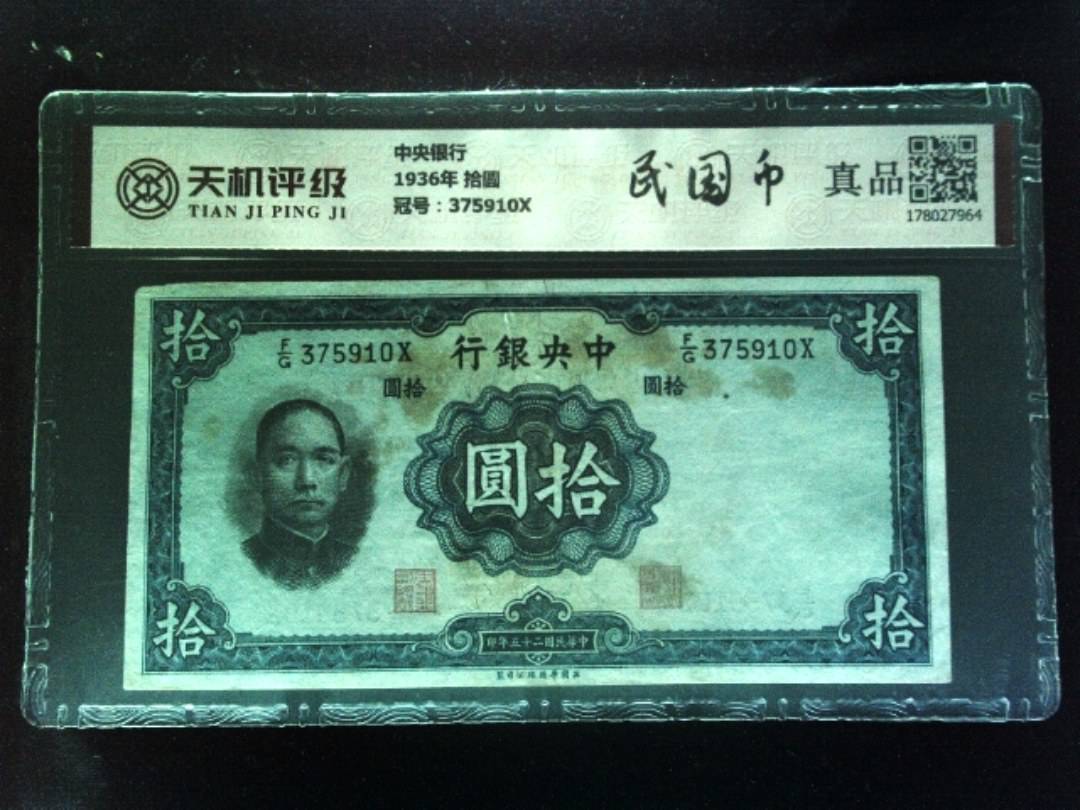 天机评级
TIAN JI PING JI
中央银行
1936年 拾圆
冠号：375910X
民国币
真品
178027964
拾
拾
F/G 375910X
行銀央中
F/G 375910X
圓拾
圓拾
圓拾
拾
拾
印年五十二國民華中